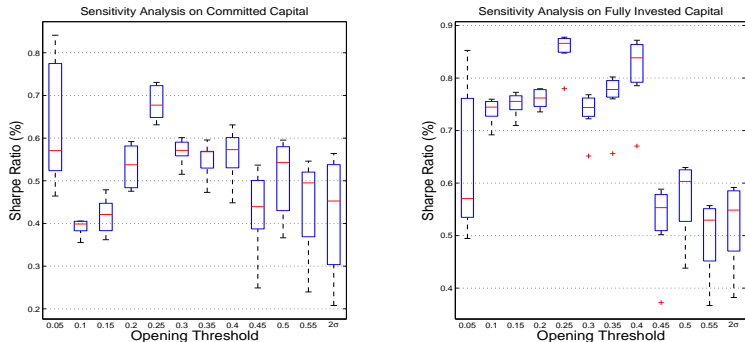 Sensitivity Analysis on Committed Capital
0.8
0.7
0.6
0.5
0.4
0.3
0.2
Sharpe Ratio (%)
0.05 0.1 0.15 0.2 0.25 0.3 0.35 0.4 0.45 0.5 0.55 2σ
Opening Threshold
Sensitivity Analysis on Fully Invested Capital
0.9
0.8
0.7
0.6
0.5
0.4
Sharpe Ratio (%)
0.05 0.1 0.15 0.2 0.25 0.3 0.35 0.4 0.45 0.5 0.55 2σ
Opening Threshold